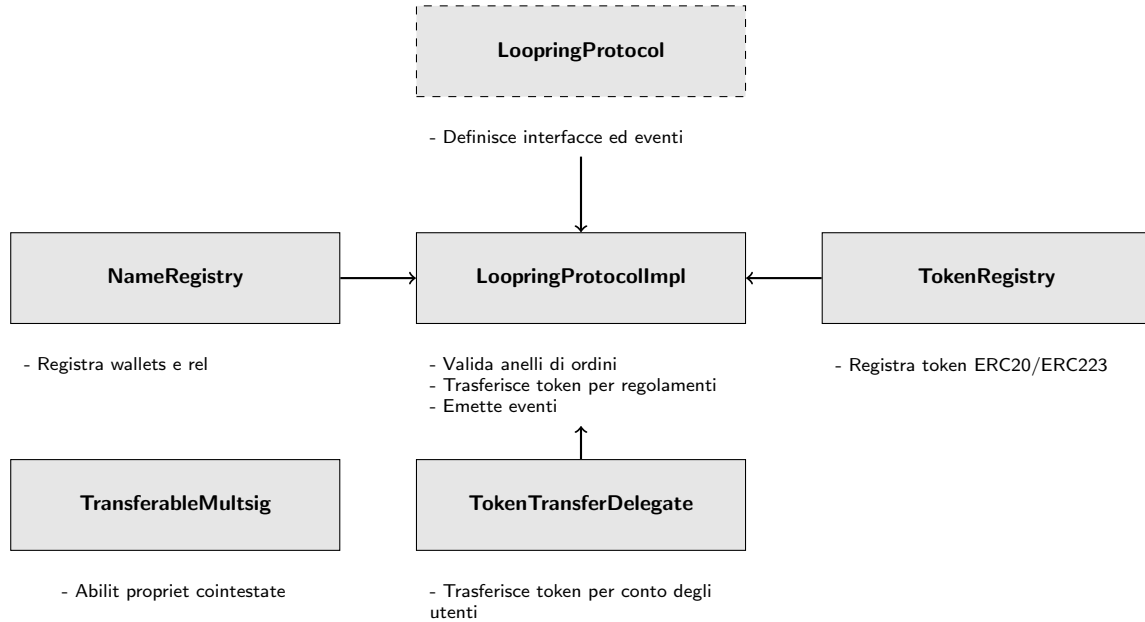 LoopringProtocol
- Definisce interfacce ed eventi
NameRegistry
LoopringProtocolImpl
TokenRegistry
- Registra wallets e rel
- Valida anelli di ordini
- Trasferisce token per regolamenti
- Emette eventi
- Registra token ERC20/ERC223
TransferableMultsig
TokenTransferDelegate
- Abilit propriet cointestate
- Trasferisce token per conto degli
utenti